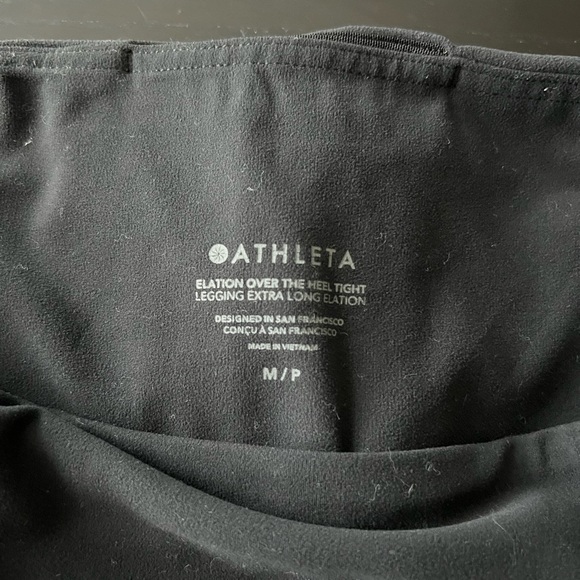 ATHLETA
ELATION OVER THE HEEL TIGHT
LEGGING EXTRA LONG ELATION
DESIGNED IN SAN FRANCISCO
CONÇU À SAN FRANCISCO
MADE IN VIETNAM
M/P